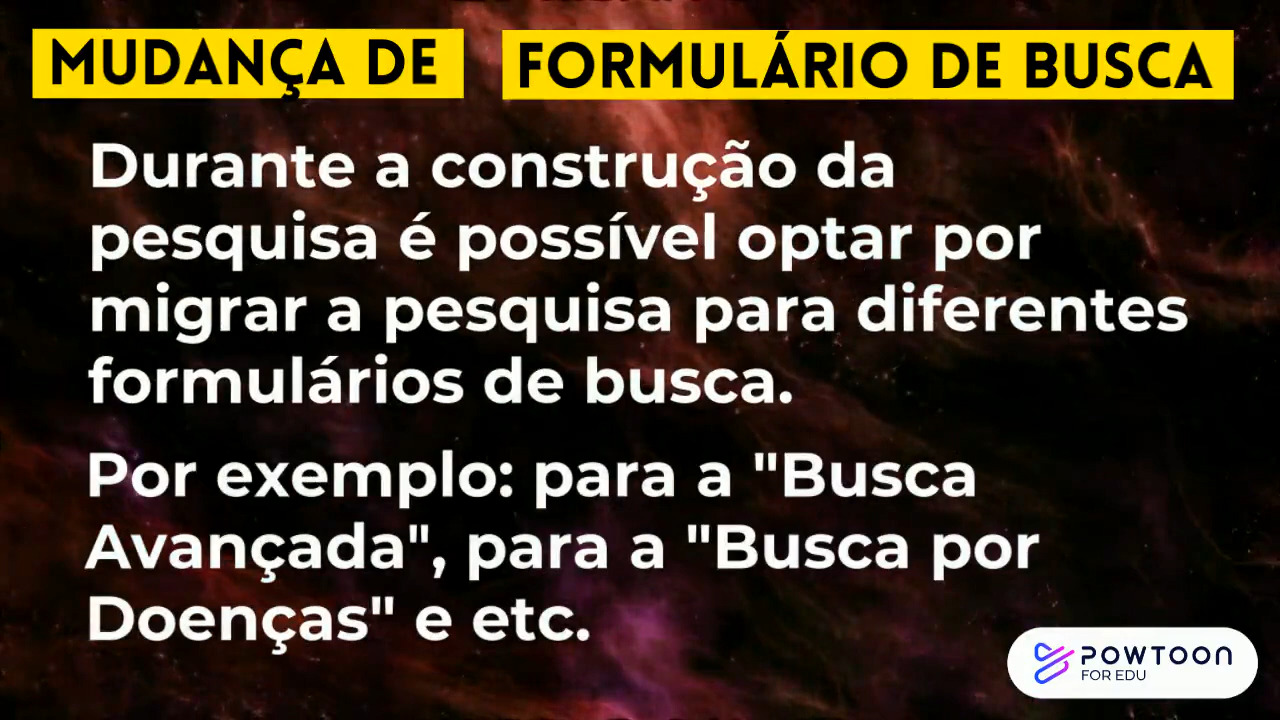 MUDANÇA DE FORMULÁRIO DE BUSCA
Durante a construção da
pesquisa é possível optar por
migrar a pesquisa para diferentes
formulários de busca.
Por exemplo: para a "Busca
Avançada", para a "Busca por
Doenças" e etc.
POWTOON
FOR EDU